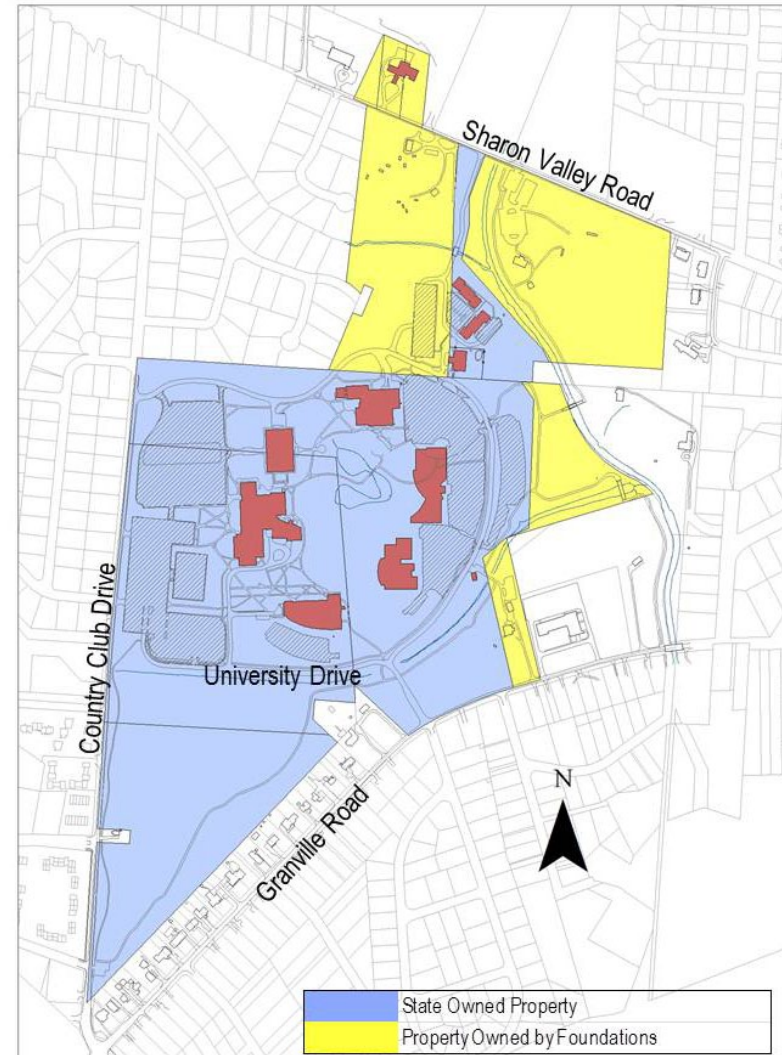 Sharon Valley Road
Country Club Drive
University Drive
Granville Road
N
State Owned Property
Property Owned by Foundations